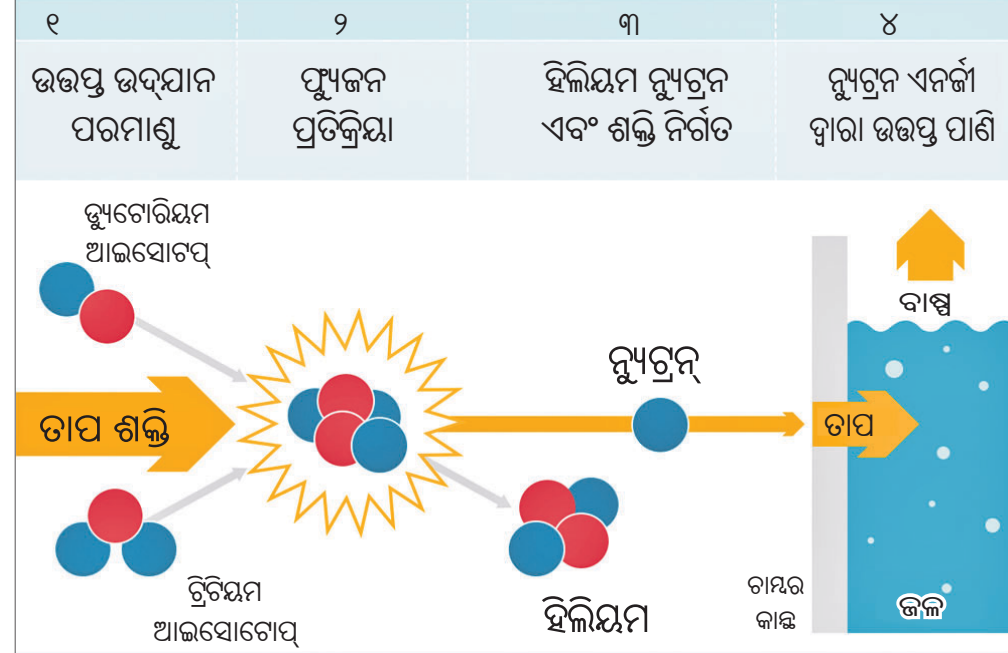 ୧
ଉତ୍ତପ୍ତ ଉଦ୍‌ଯାନ
ପରମାଣୁ
୨
ଫ୍ୟୁଜନ
ପ୍ରତିକ୍ରିୟା
୩
ହିଲିୟମ ନ୍ୟୁଟ୍ରନ
ଏବଂ ଶକ୍ତି ନିର୍ଗତ
୪
ନ୍ୟୁଟ୍ରନ ଏନର୍ଜୀ
ଦ୍ୱାରା ଉତ୍ତପ୍ତ ପାଣି
ଡ୍ୟୁଟୋରିୟମ
ଆଇସୋଟପ୍
ତାପ ଶକ୍ତି
ଟ୍ରିଟିୟମ
ଆଇସୋଟୋପ୍
ନ୍ୟୁଟ୍ରନ୍
ହିଲିୟମ
ବାଷ୍ପ
ତାପ
ଚାମ୍ବର
କାନ୍ଥ
ଜଳ